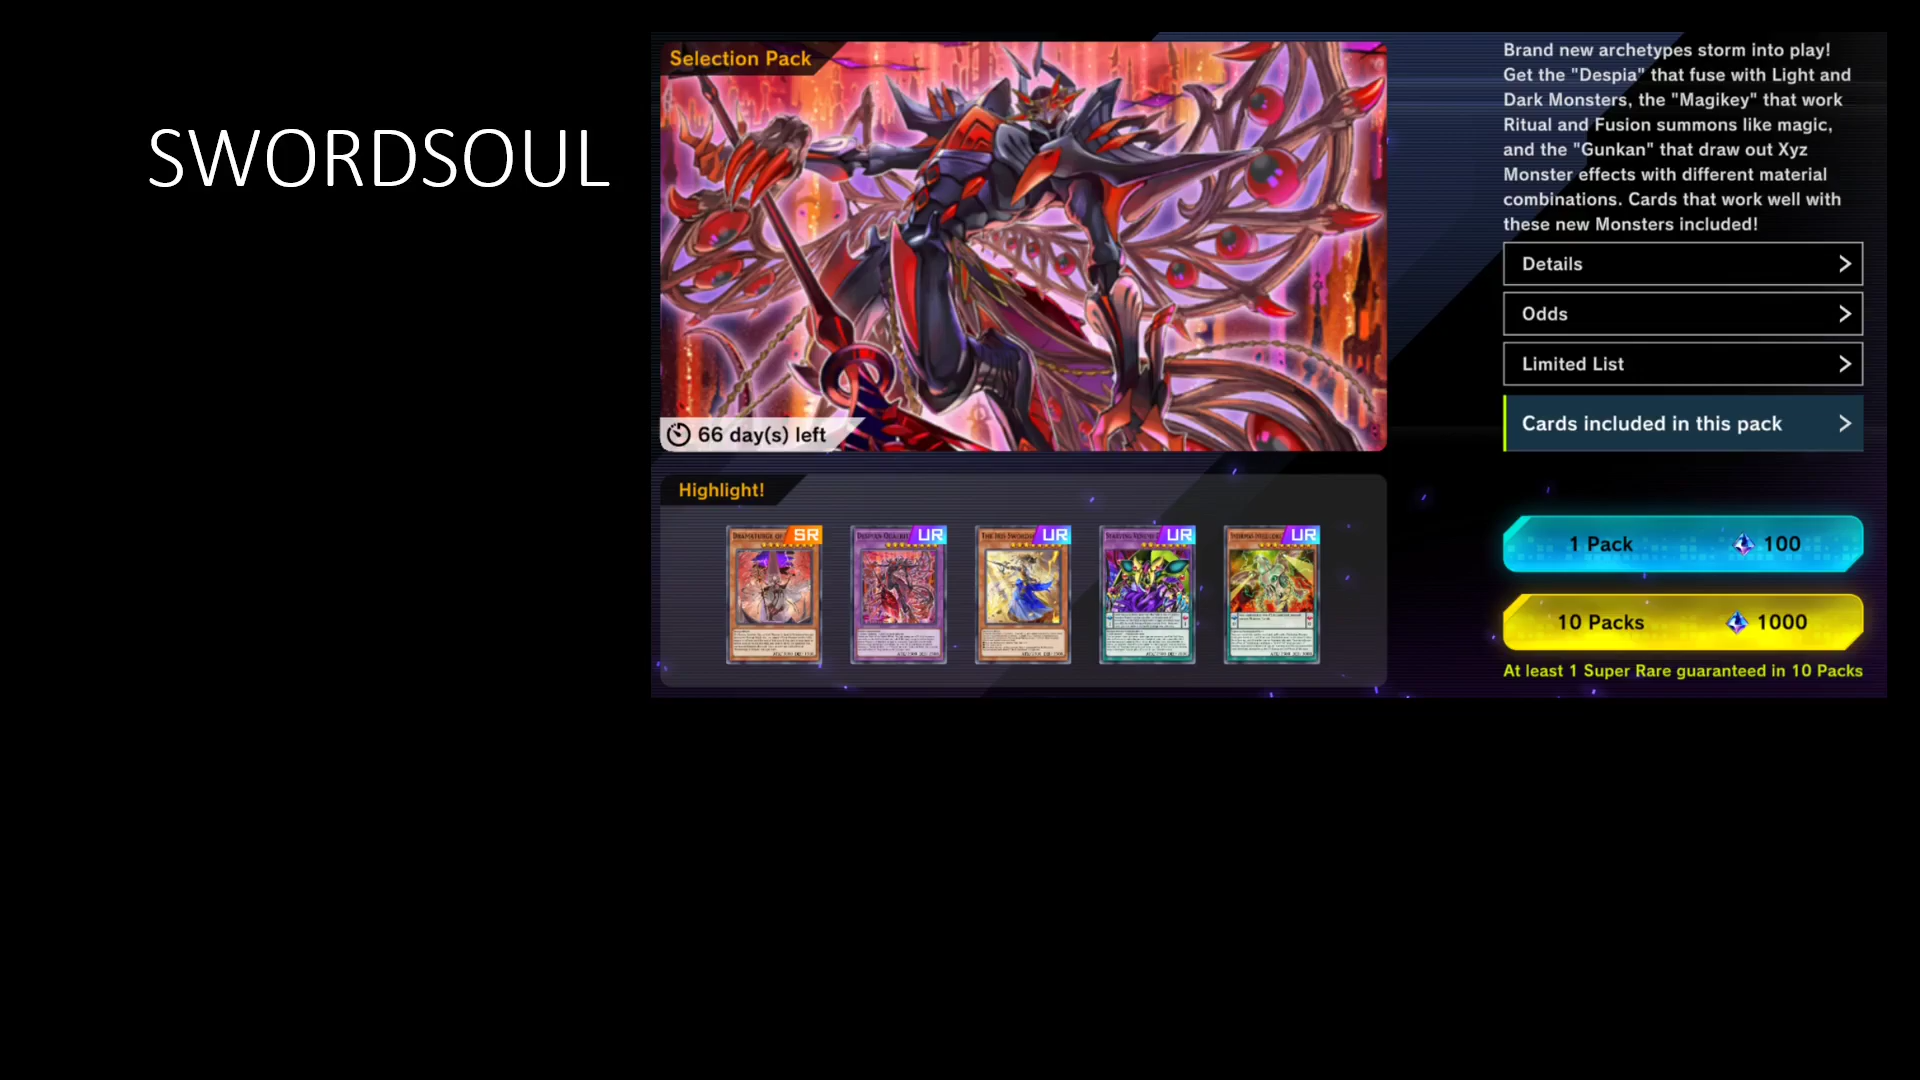 SWORDSOUL
Selection Pack
66 day(s) left
Highlight!
SR
UR
UR
UR
UR
Brand new archetypes storm into play!
Get the "Despia" that fuse with Light and
Dark Monsters, the "Magikey" that work
Ritual and Fusion summons like magic,
and the "Gunkan" that draw out Xyz
Monster effects with different material
combinations. Cards that work well with
these new Monsters included!
Details
Odds
Limited List
Cards included in this pack
1 Pack 100
10 Packs 1000
At least 1 Super Rare guaranteed in 10 Packs